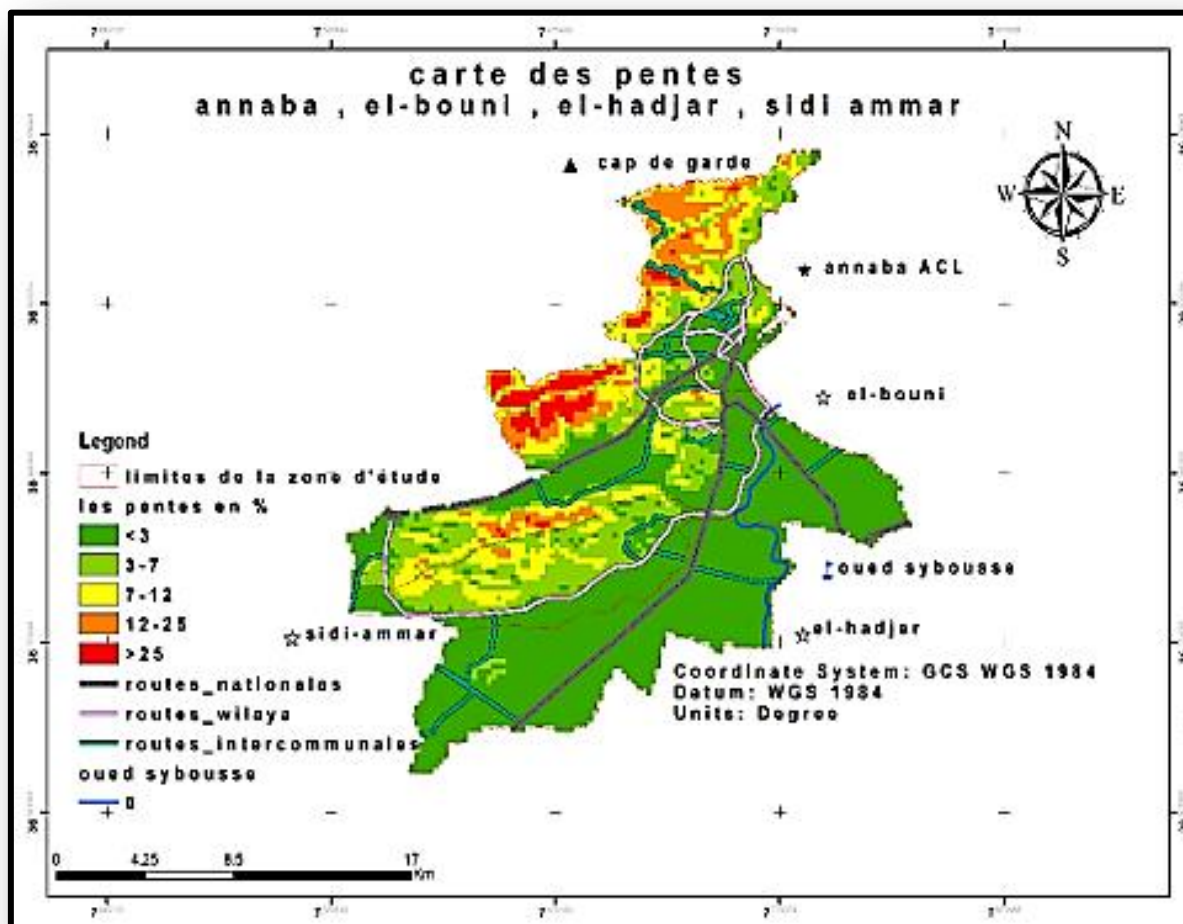 carte des pentes
annaba , el-bouni , el-hadjar , sidi ammar
cap de garde
N
W
E
S
annaba ACL
el-bouni
Legend
limites de la zone d'étude
les pentes en %
<3
3-7
7-12
12-25
>25
routes_nationales
routes_wilaya
routes_intercommunales
oued sybousse
0
oued sybousse
sidi-ammar
el-hadjar
Coordinate System: GCS WGS 1984
Datum: WGS 1984
Units: Degree
0 4.25 8.5 17
Km